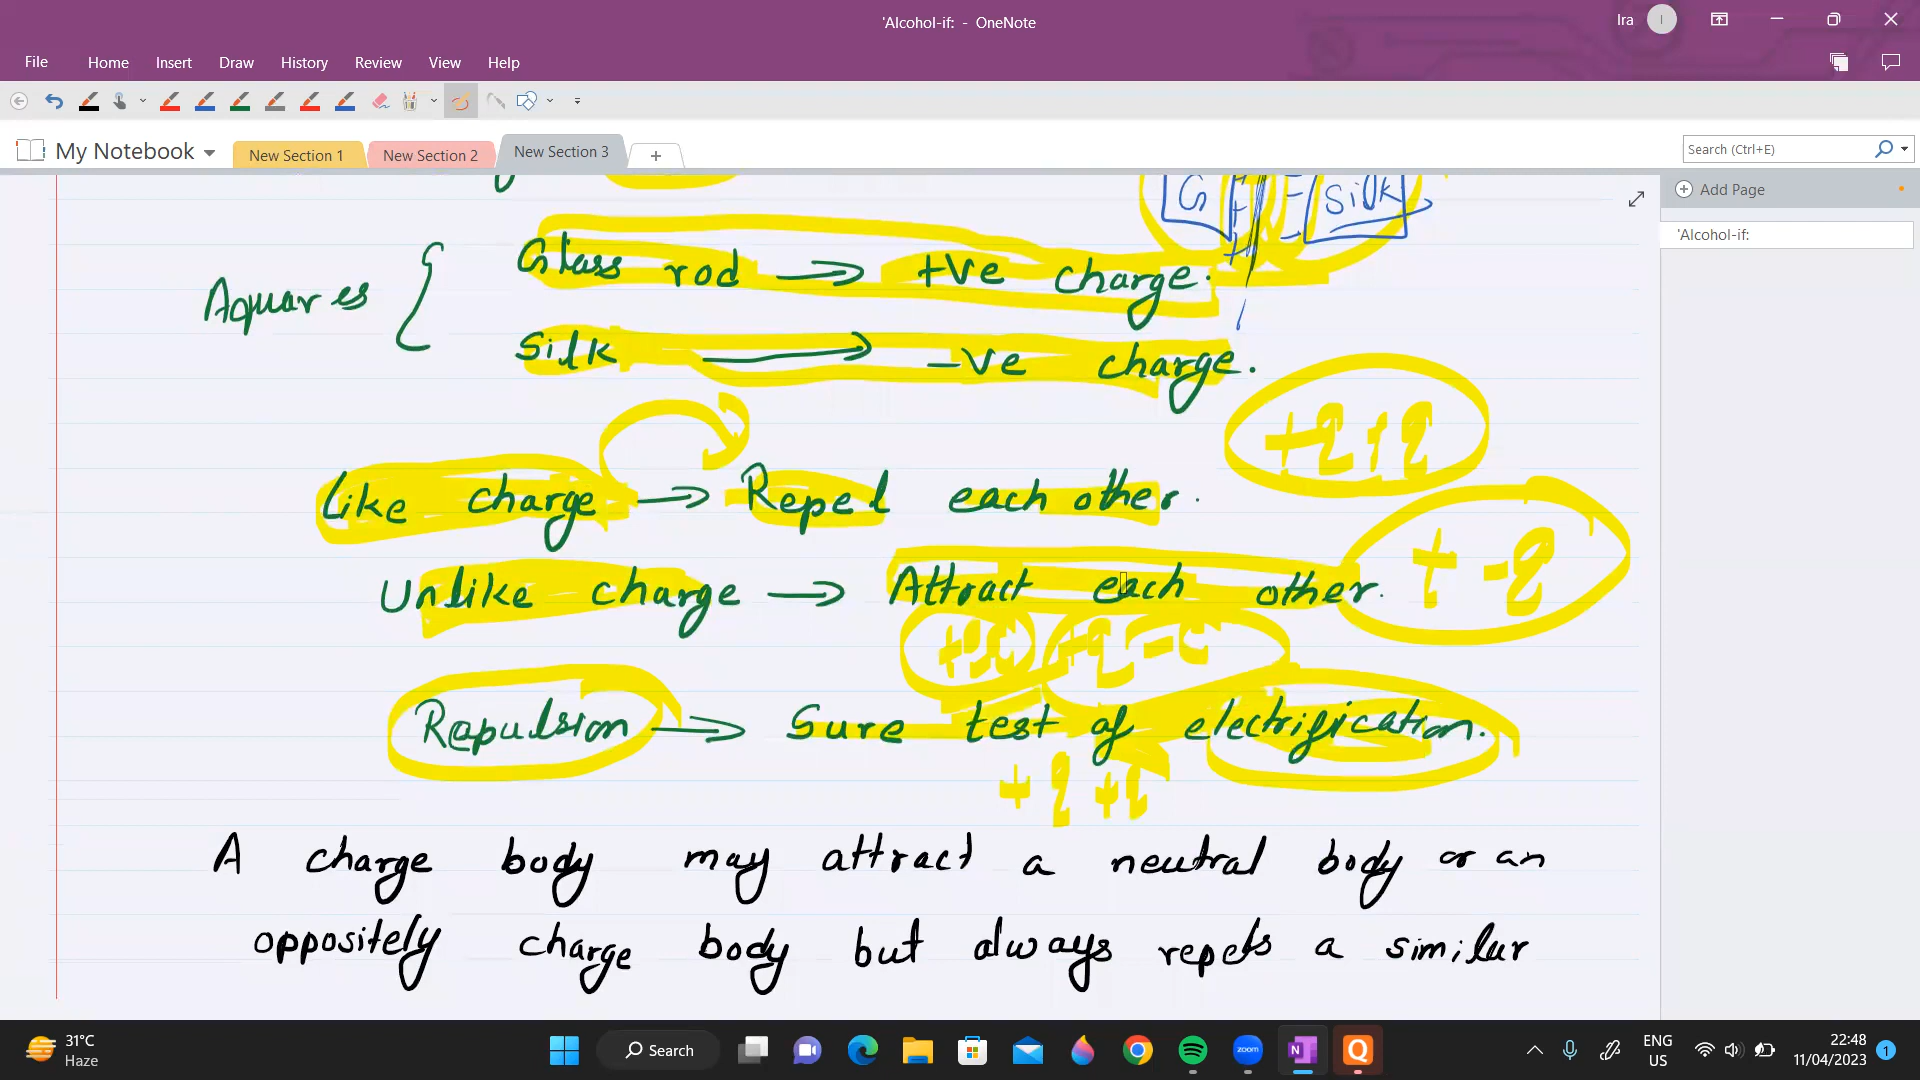 'Alcohol-if: - OneNote
Ira
I
File Home Insert Draw History Review View Help
My Notebook New Section 1 New Section 2 New Section 3 +
Search (Ctrl+E)
Add Page
'Alcohol-if:
G Silk
Aquares
Glass rod → +ve charge.
Silk → -ve charge.
+q +q
Like charge → Repel each other.
+ -q
Unlike charge → Attract each other.
Repulsion → Sure test of electrification.
A charge body may attract a neutral body or an
oppositely charge body but always repels a similar
31°C
Haze
Search
zoom
ENG
US
22:48
11/04/2023
1